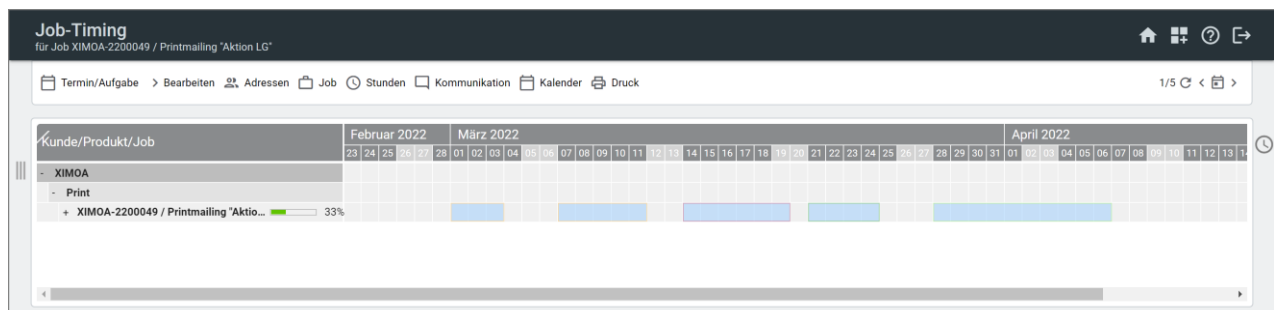 Job-Timing
für Job XIMOA-2200049 / Printmailing "Aktion LG"
Termin/Aufgabe > Bearbeiten Adressen Job Stunden Kommunikation Kalender Druck 1/5 < >
Kunde/Produkt/Job Februar 2022 März 2022 April 2022
23 24 25 26 27 28 01 02 03 04 05 06 07 08 09 10 11 12 13 14 15 16 17 18 19 20 21 22 23 24 25 26 27 28 29 30 31 01 02 03 04 05 06 07 08 09 10 11 12 13
- XIMOA
- Print
+ XIMOA-2200049 / Printmailing "Aktio... 33%